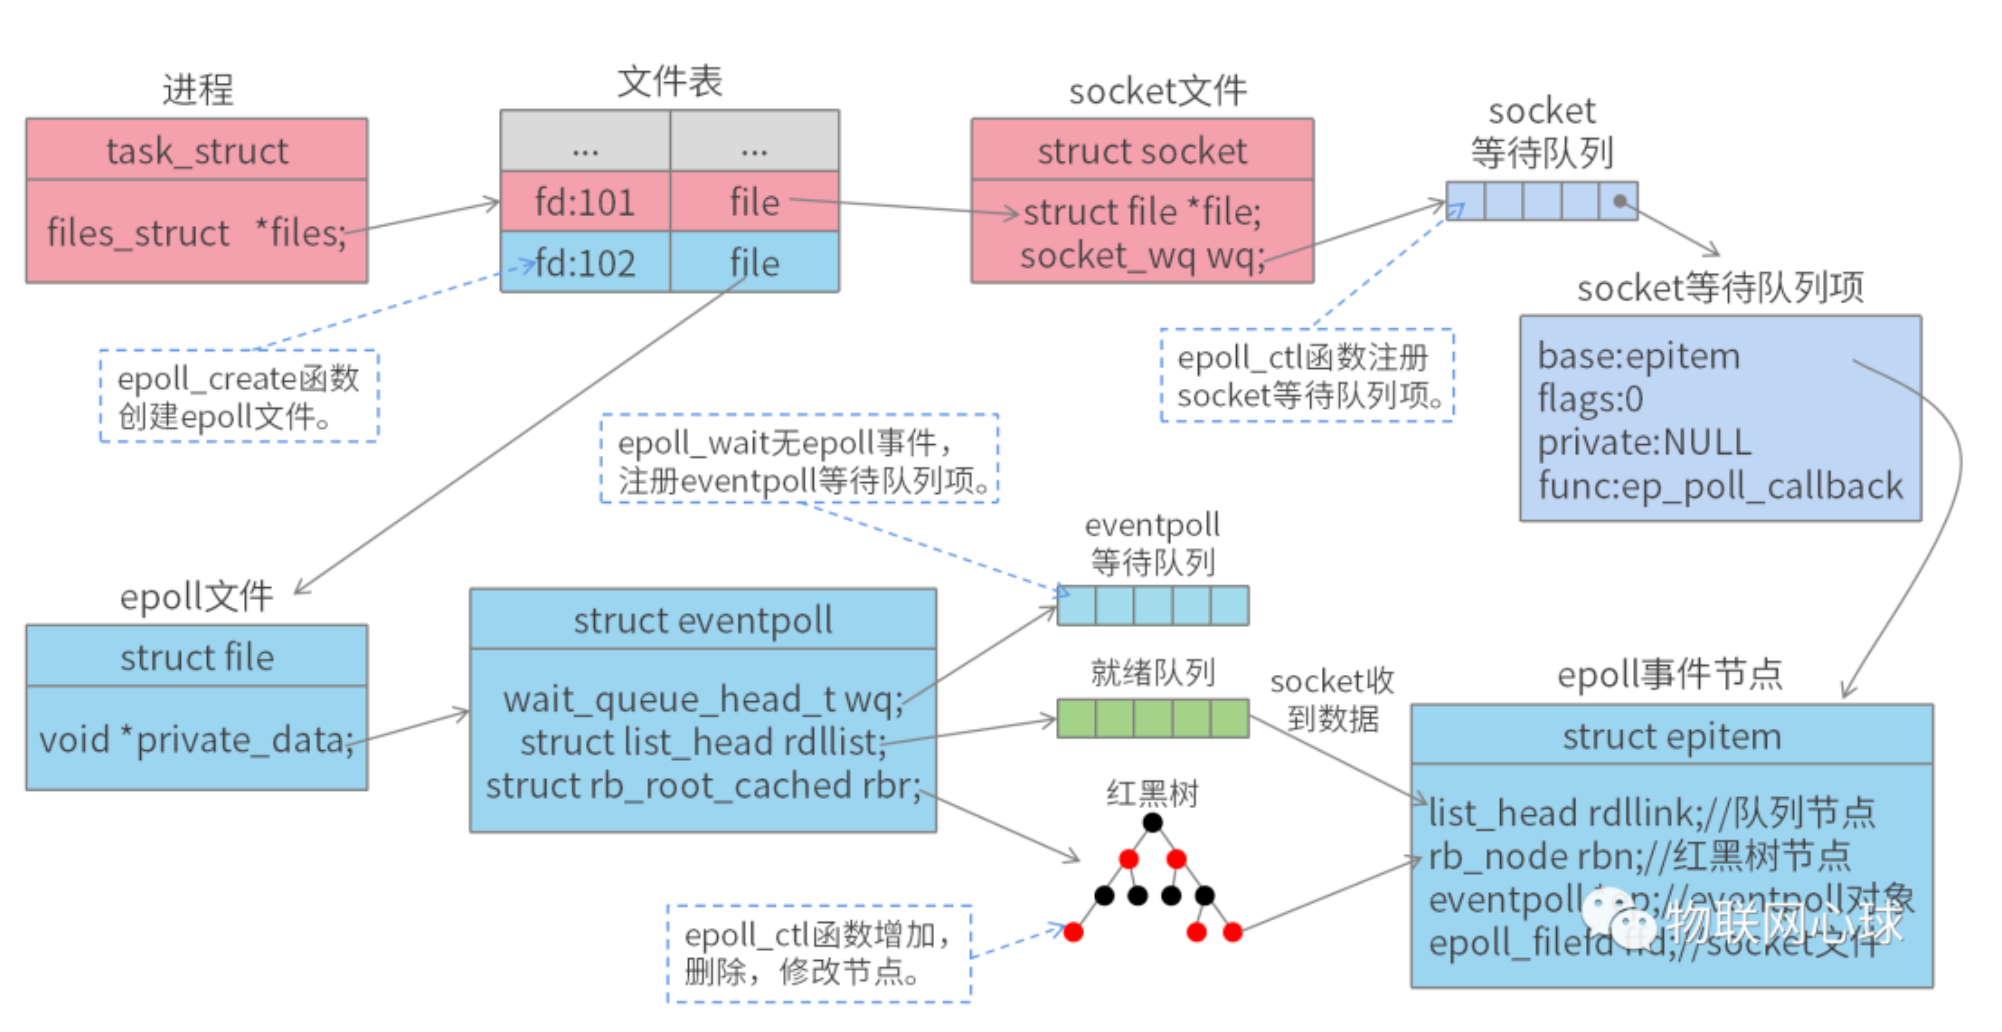 进程
task_struct
files_struct *files;
文件表
... ...
fd:101 file
fd:102 file
socket文件
struct socket
struct file *file;
socket_wq wq;
socket
等待队列
socket等待队列项
base:epitem
flags:0
private:NULL
func:ep_poll_callback
epoll_create函数
创建epoll文件。
epoll_ctl函数注册
socket等待队列项。
epoll_wait无epoll事件，
注册eventpoll等待队列项。
epoll文件
struct file
void *private_data;
struct eventpoll
wait_queue_head_t wq;
struct list_head rdllist;
struct rb_root_cached rbr;
eventpoll
等待队列
就绪队列
socket收
到数据
红黑树
epoll_ctl函数增加，
删除，修改节点。
epoll事件节点
struct epitem
list_head rdllink;//队列节点
rb_node rbn;//红黑树节点
eventpoll *ep;//eventpoll对象
epoll_filefd ffd;//socket文件
物联网心球